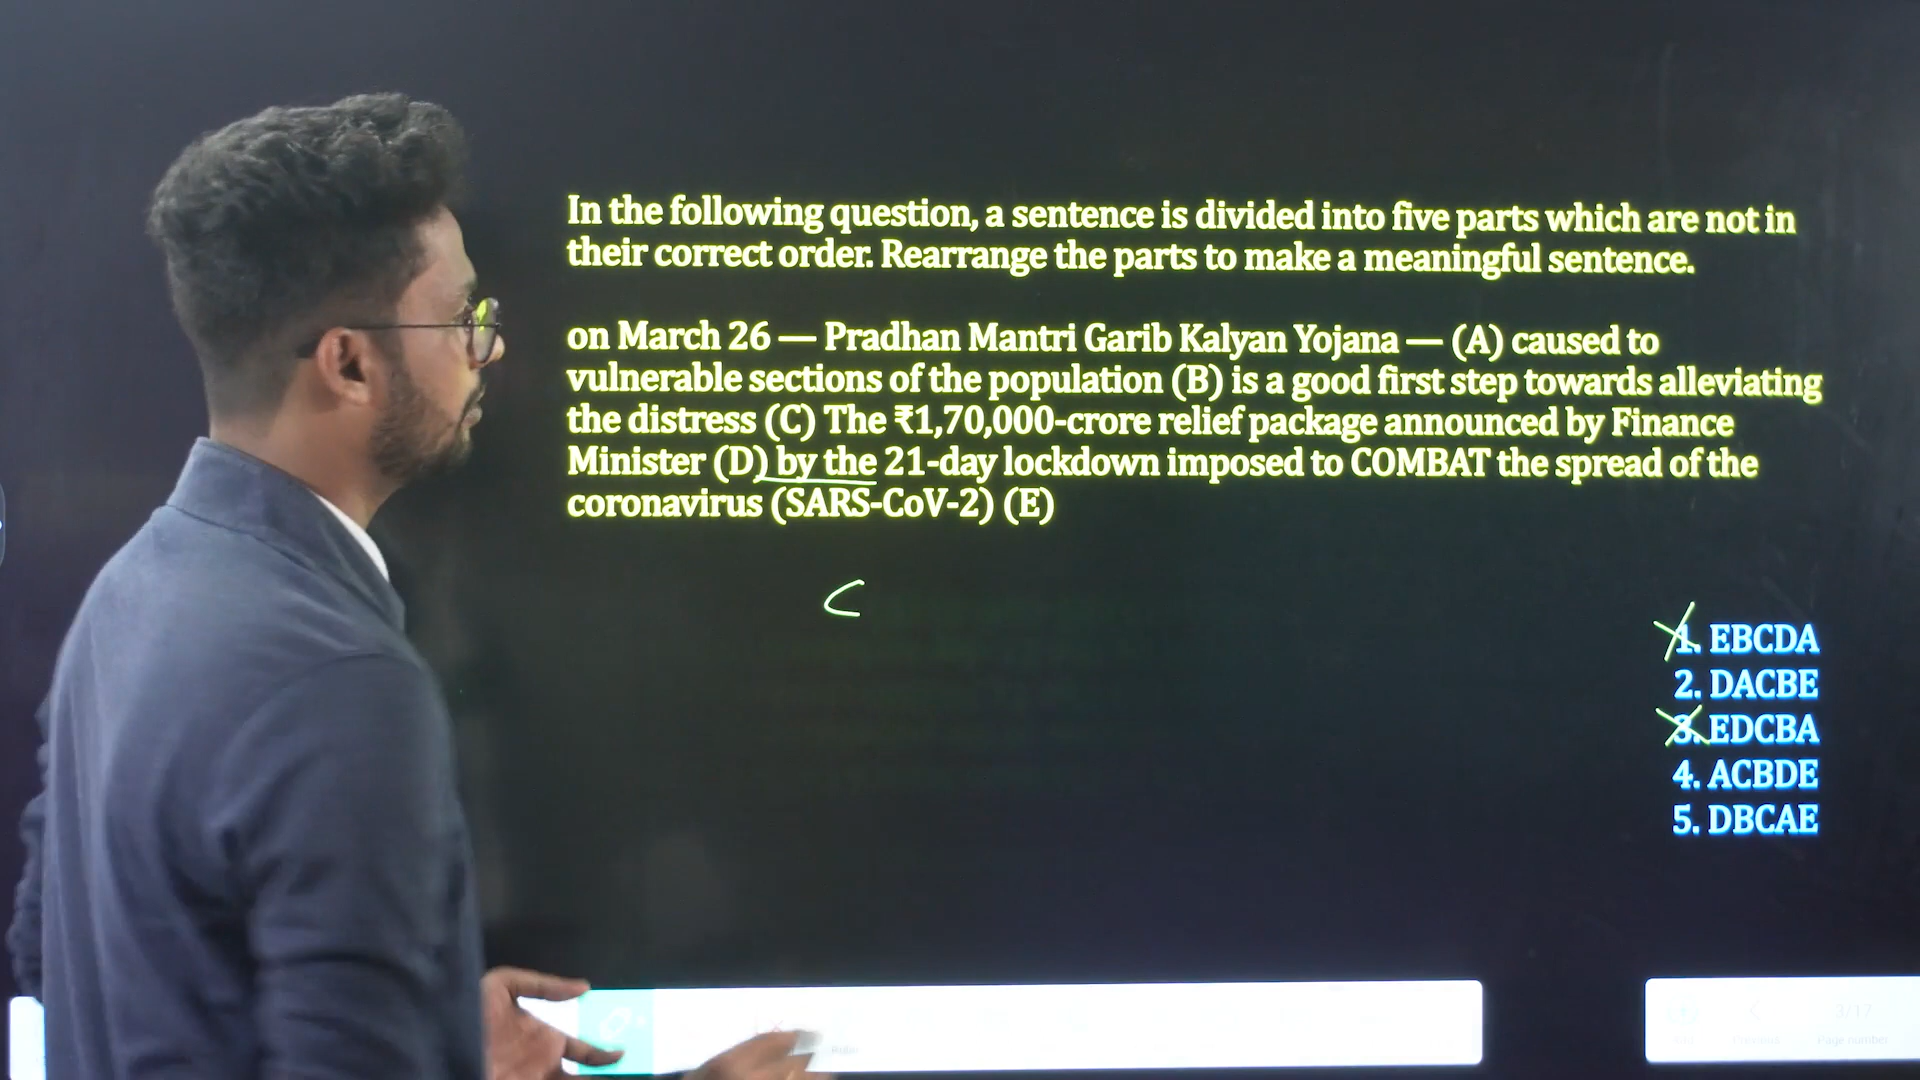 In the following question, a sentence is divided into five parts which are not in
their correct order. Rearrange the parts to make a meaningful sentence.
on March 26 — Pradhan Mantri Garib Kalyan Yojana — (A) caused to
vulnerable sections of the population (B) is a good first step towards alleviating
the distress (C) The ₹1,70,000-crore relief package announced by Finance
Minister (D) by the 21-day lockdown imposed to COMBAT the spread of the
coronavirus (SARS-CoV-2) (E)
C
1. EBCDA
2. DACBE
3. EDCBA
4. ACBDE
5. DBCAE
3/17
Page number